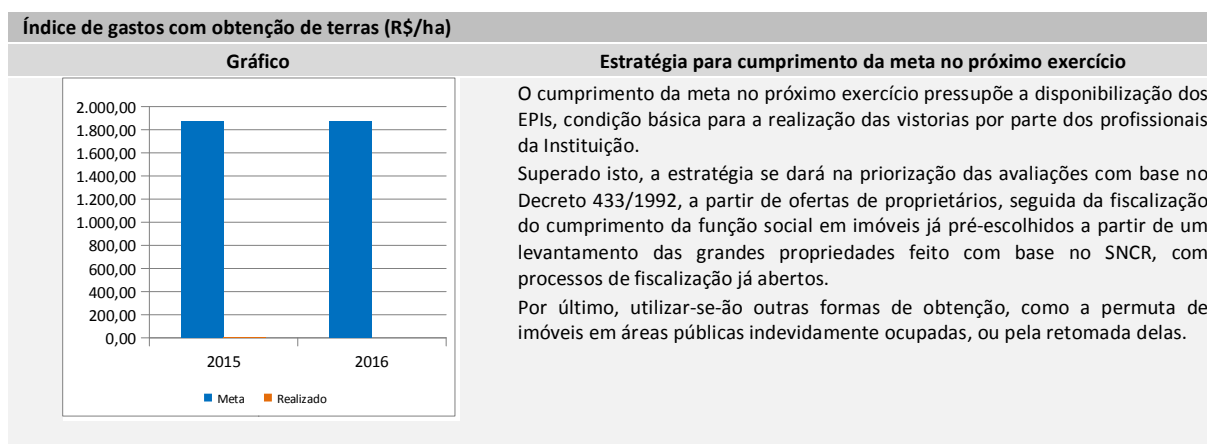 Índice de gastos com obtenção de terras (R$/ha)
Gráfico
Estratégia para cumprimento da meta no próximo exercício
2.000,00
1.800,00
1.600,00
1.400,00
1.200,00
1.000,00
800,00
600,00
400,00
200,00
0,00
2015 2016
Meta Realizado
O cumprimento da meta no próximo exercício pressupõe a disponibilização dos
EPIs, condição básica para a realização das vistorias por parte dos profissionais
da Instituição.
Superado isto, a estratégia se dará na priorização das avaliações com base no
Decreto 433/1992, a partir de ofertas de proprietários, seguida da fiscalização
do cumprimento da função social em imóveis já pré-escolhidos a partir de um
levantamento das grandes propriedades feito com base no SNCR, com
processos de fiscalização já abertos.
Por último, utilizar-se-ão outras formas de obtenção, como a permuta de
imóveis em áreas públicas indevidamente ocupadas, ou pela retomada delas.